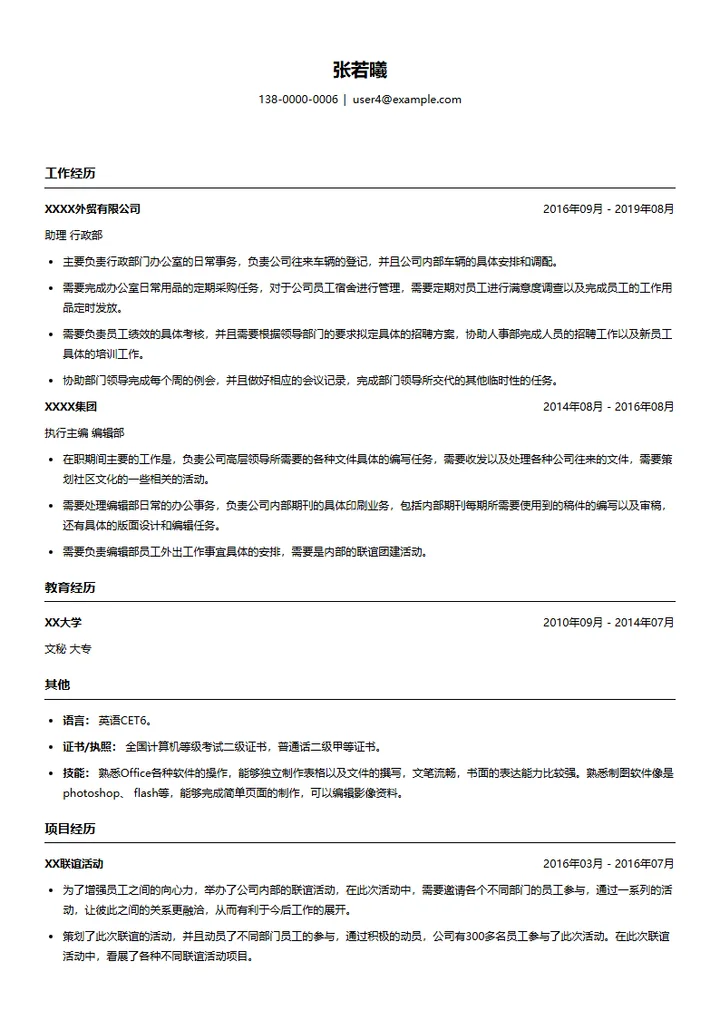 张若曦
138-0000-0006 | user4@example.com
工作经历
XXXX外贸有限公司 2016年09月 - 2019年08月
助理 行政部
• 主要负责行政部门办公室的日常事务，负责公司往来车辆的登记，并且公司内部车辆的具体安排和调配。
• 需要完成办公室日常用品的定期采购任务，对于公司员工宿舍进行管理，需要定期对员工进行满意度调查以及完成员工的工作用
品定时发放。
• 需要负责员工绩效的具体考核，并且需要根据领导部门的要求拟定具体的招聘方案，协助人事部完成人员的招聘工作以及新员工
具体的培训工作。
• 协助部门领导完成每个周的例会，并且做好相应的会议记录，完成部门领导所交代的其他临时性的任务。
XXXX集团 2014年08月 - 2016年08月
执行主编 编辑部
• 在职期间主要的工作是，负责公司高层领导所需要的各种文件具体的编写任务，需要收发以及处理各种公司往来的文件，需要策
划社区文化的一些相关的活动。
• 需要处理编辑部日常的办公事务，负责公司内部期刊的具体印刷业务，包括内部期刊每期所需要使用到的稿件的编写以及审稿，
还有具体的版面设计和编辑任务。
• 需要负责编辑部员工外出工作事宜具体的安排，需要是内部的联谊团建活动。
教育经历
XX大学 2010年09月 - 2014年07月
文秘 大专
其他
• 语言： 英语CET6。
• 证书/执照： 全国计算机等级考试二级证书，普通话二级甲等证书。
• 技能： 熟悉Office各种软件的操作，能够独立制作表格以及文件的撰写，文笔流畅，书面的表达能力比较强。熟悉制图软件像是
photoshop、 flash等，能够完成简单页面的制作，可以编辑影像资料。
项目经历
XX联谊活动 2016年03月 - 2016年07月
• 为了增强员工之间的向心力，举办了公司内部的联谊活动，在此次活动中，需要邀请各个不同部门的员工参与，通过一系列的活
动，让彼此之间的关系更融洽，从而有利于今后工作的展开。
• 策划了此次联谊的活动，并且动员了不同部门员工的参与，通过积极的动员，公司有300多名员工参与了此次活动。在此次联谊
活动中，看展了各种不同联谊活动项目。